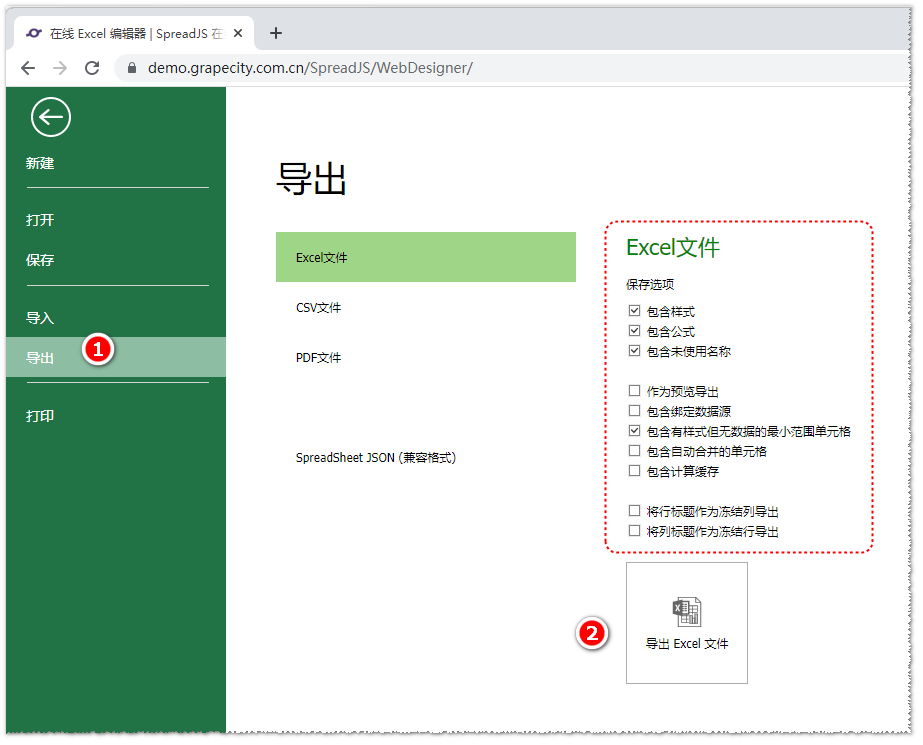 在线 Excel 编辑器 | SpreadJS 在
demo.grapecity.com.cn/SpreadJS/WebDesigner/
新建
打开
保存
导入
导出
1
打印
导出
Excel文件
CSV文件
PDF文件
SpreadSheet JSON (兼容格式)
Excel文件
保存选项
包含样式
包含公式
包含未使用名称
作为预览导出
包含绑定数据源
包含有样式但无数据的最小范围单元格
包含自动合并的单元格
包含计算缓存
将行标题作为冻结列导出
将列标题作为冻结行导出
2
导出 Excel 文件